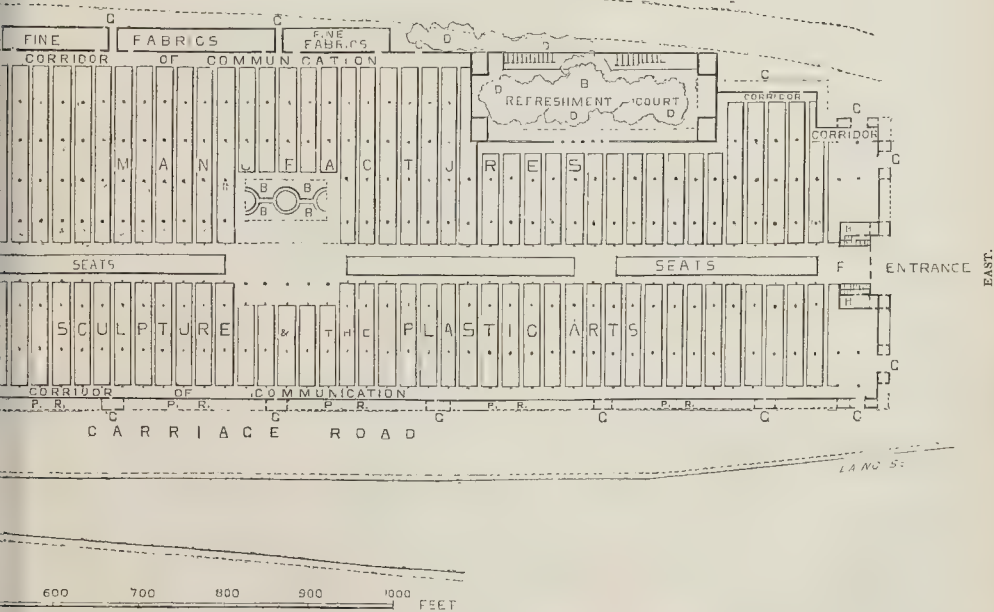 C
FINE
FABRICS
FINE FABRICS
D
D
CORRIDOR OF COMMUNICATION
C
D
B
REFRESHMENT COURT
D
D
C
CORRIDOR
C
CORRIDOR
C
MANUFACTURES
B B
B B
SEATS
SEATS
H
F
H
ENTRANCE
EAST.
SCULPTURE & THE PLASTIC ARTS
C
C
CORRIDOR OF COMMUNICATION
P. R. P. R. P. R. P. R. P. R.
C C C C C C
CARRIAGE ROAD
600 700 800 900 1000
FEET